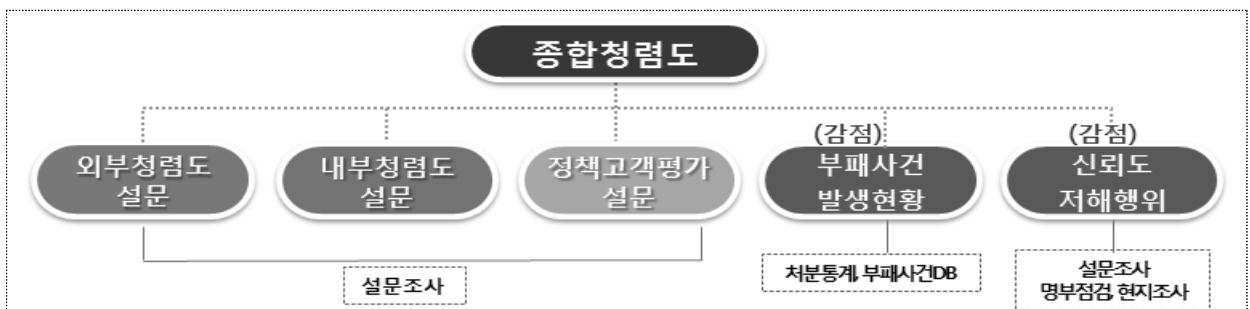 종합청렴도
외부청렴도
설문
내부청렴도
설문
정책고객평가
설문
(감점)
부패사건
발생현황
(감점)
신뢰도
저해행위
설문조사
처분통계, 부패사건DB
설문조사
명부점검, 현지조사